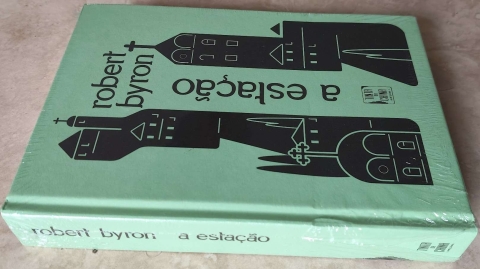 robert
byron
a estação
robert byron a estação